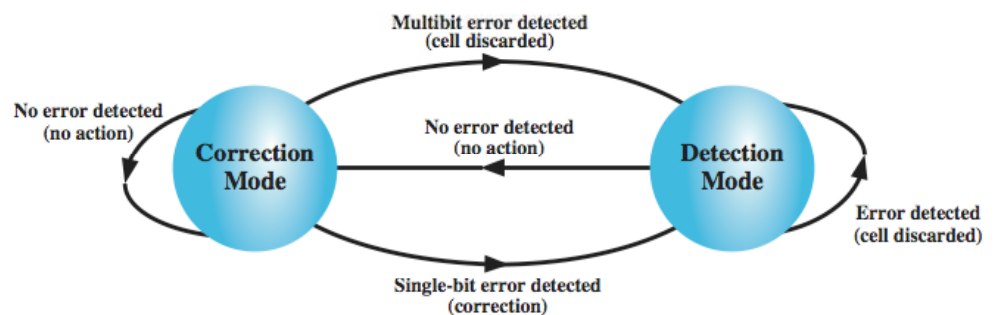 Multibit error detected
(cell discarded)
No error detected
(no action)
Correction
Mode
No error detected
(no action)
Detection
Mode
Error detected
(cell discarded)
Single-bit error detected
(correction)